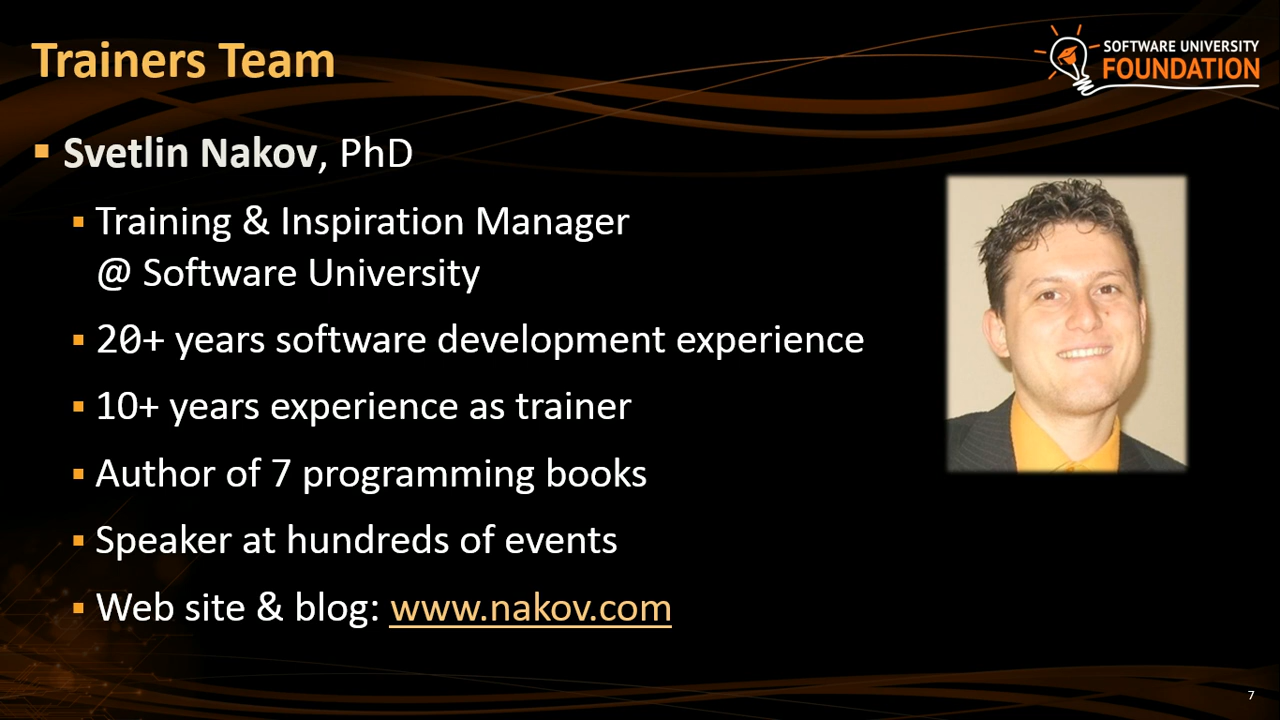 Trainers Team
SOFTWARE UNIVERSITY
FOUNDATION
Svetlin Nakov, PhD
Training & Inspiration Manager
@ Software University
20+ years software development experience
10+ years experience as trainer
Author of 7 programming books
Speaker at hundreds of events
Web site & blog: www.nakov.com
7